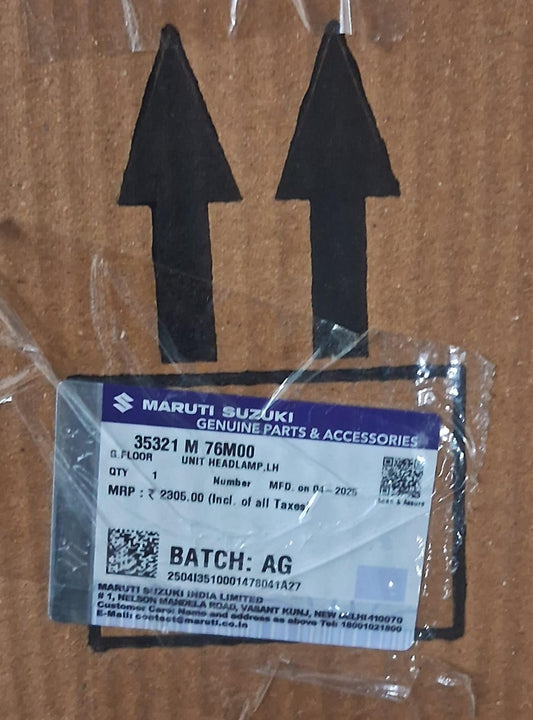 MARUTI SUZUKI
GENUINE PARTS & ACCESSORIES
35321 M 76M00
G.FLOOR UNIT HEADLAMP,LH
QTY 1 Number MFD. on 04-2025
MRP : ₹ 2305.00 (Incl. of all Taxes)
Scan & Assure
BATCH: AG
2504I3510001478041A27
MARUTI SUZUKI INDIA LIMITED
# 1, NELSON MANDELA ROAD, VASANT KUNJ, NEW DELHI-110070
Customer Care: Name and address as above Tel: 18001021800
E-Mail: contact@maruti.co.in